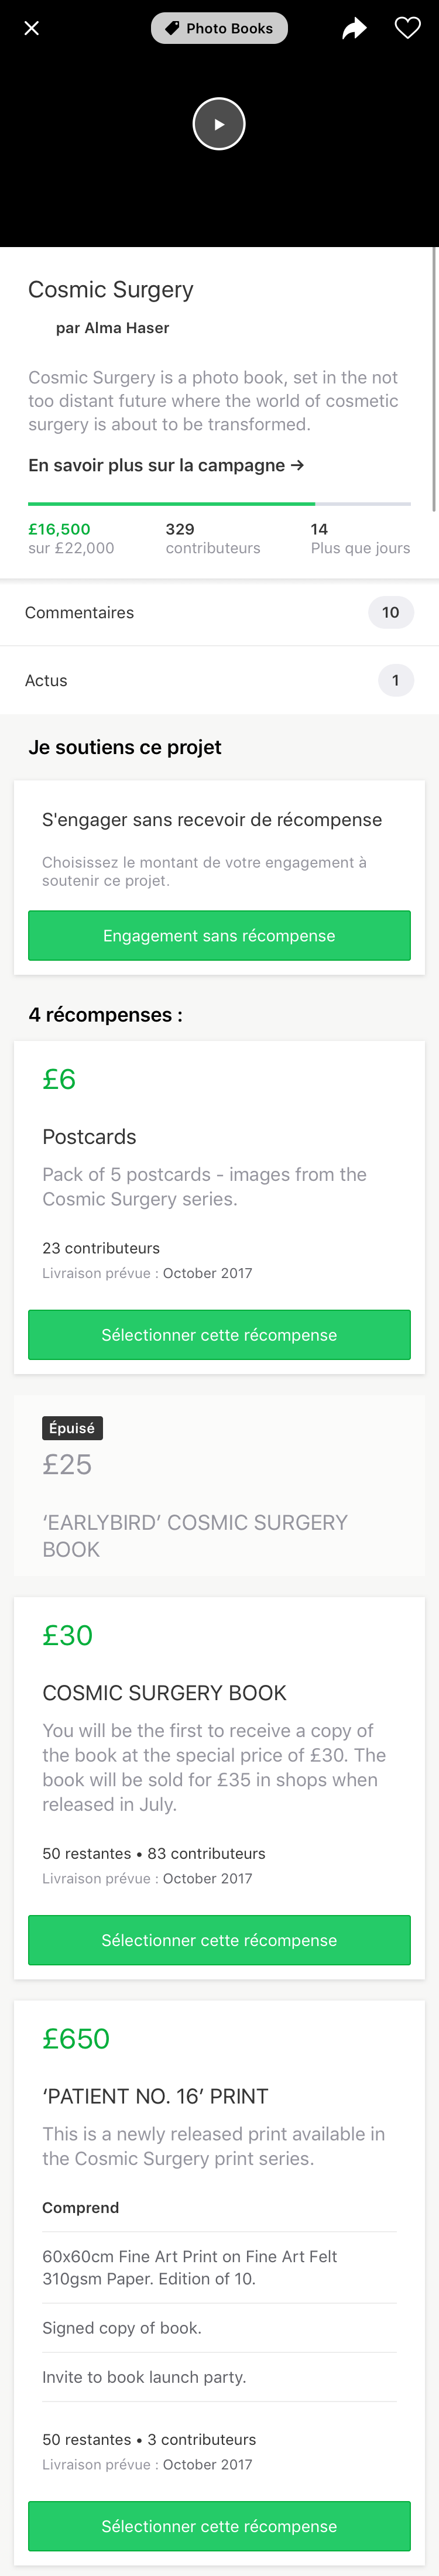 Photo Books
Cosmic Surgery
par Alma Haser
Cosmic Surgery is a photo book, set in the not
too distant future where the world of cosmetic
surgery is about to be transformed.
En savoir plus sur la campagne →
£16,500 329 14
sur £22,000 contributeurs Plus que jours
Commentaires 10
Actus 1
Je soutiens ce projet
S'engager sans recevoir de récompense
Choisissez le montant de votre engagement à
soutenir ce projet.
Engagement sans récompense
4 récompenses :
£6
Postcards
Pack of 5 postcards - images from the
Cosmic Surgery series.
23 contributeurs
Livraison prévue : October 2017
Sélectionner cette récompense
Épuisé
£25
‘EARLYBIRD’ COSMIC SURGERY
BOOK
£30
COSMIC SURGERY BOOK
You will be the first to receive a copy of
the book at the special price of £30. The
book will be sold for £35 in shops when
released in July.
50 restantes • 83 contributeurs
Livraison prévue : October 2017
Sélectionner cette récompense
£650
‘PATIENT NO. 16’ PRINT
This is a newly released print available in
the Cosmic Surgery print series.
Comprend
60x60cm Fine Art Print on Fine Art Felt
310gsm Paper. Edition of 10.
Signed copy of book.
Invite to book launch party.
50 restantes • 3 contributeurs
Livraison prévue : October 2017
Sélectionner cette récompense